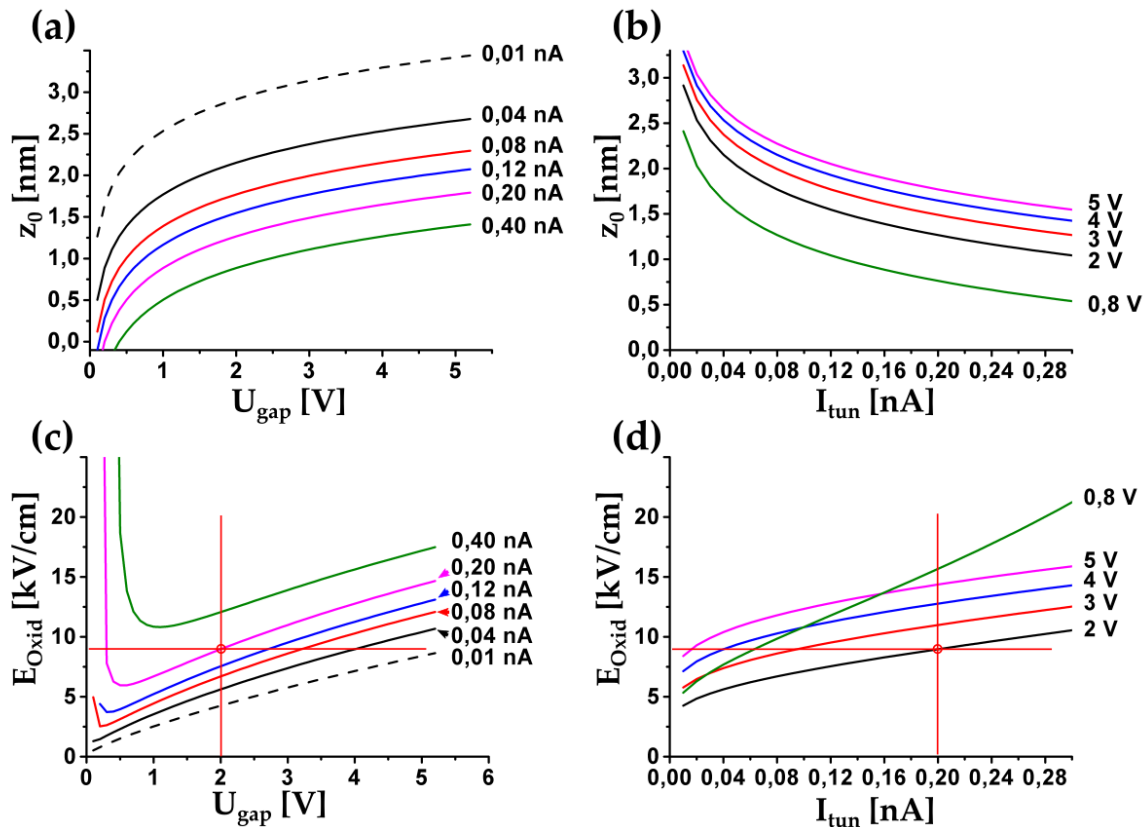 (a)
z0 [nm]
3,0
2,5
2,0
1,5
1,0
0,5
0,0
0 1 2 3 4 5
Ugap [V]
0,01 nA
0,04 nA
0,08 nA
0,12 nA
0,20 nA
0,40 nA
(b)
z0 [nm]
3,0
2,5
2,0
1,5
1,0
0,5
0,0
0,00 0,04 0,08 0,12 0,16 0,20 0,24 0,28
Itun [nA]
5 V
4 V
3 V
2 V
0,8 V
(c)
EOxid [kV/cm]
20
15
10
5
0
0 1 2 3 4 5 6
Ugap [V]
0,40 nA
0,20 nA
0,12 nA
0,08 nA
0,04 nA
0,01 nA
(d)
EOxid [kV/cm]
20
15
10
5
0
0,00 0,04 0,08 0,12 0,16 0,20 0,24 0,28
Itun [nA]
0,8 V
5 V
4 V
3 V
2 V